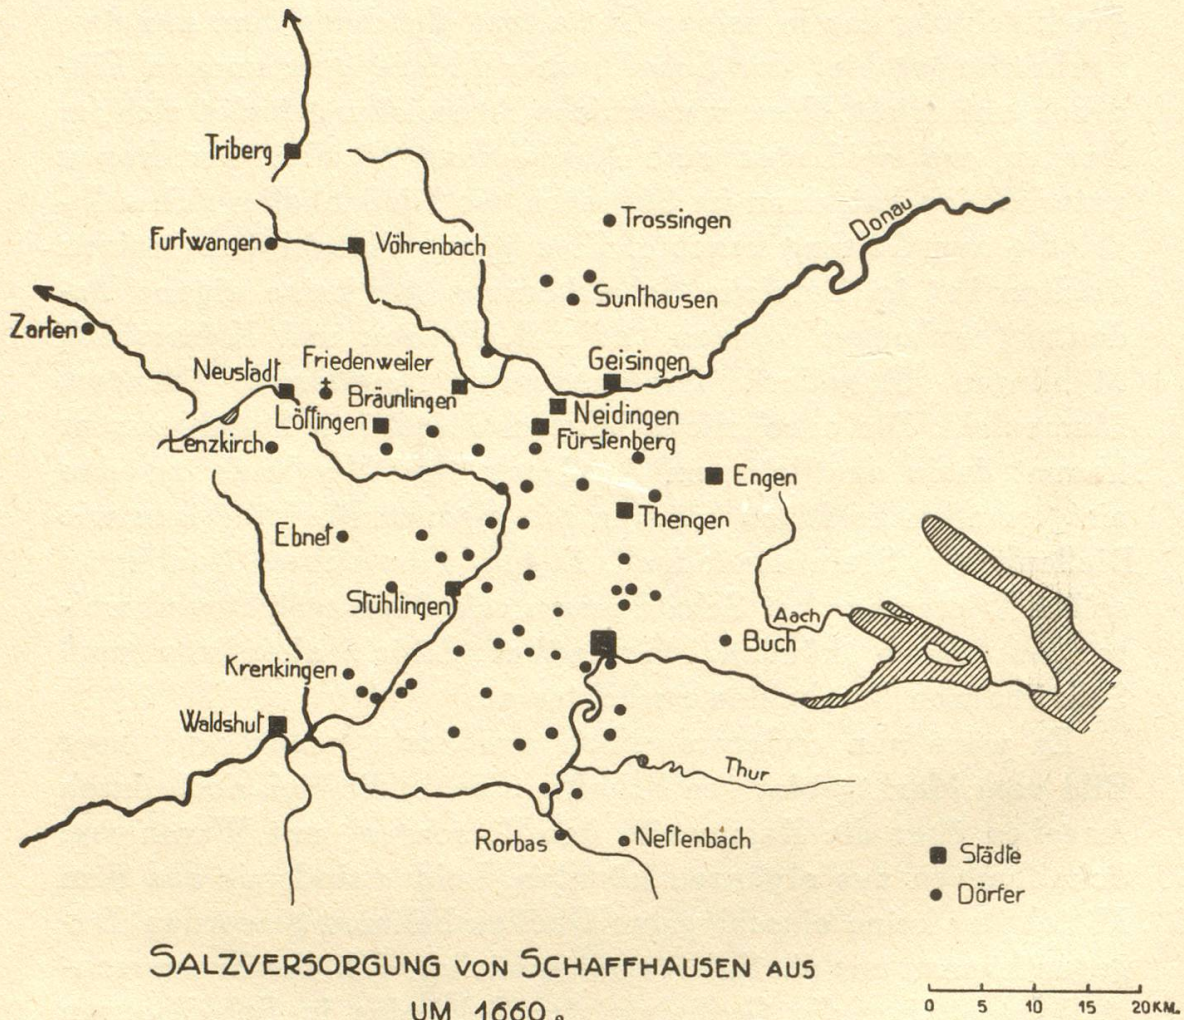 Triberg
Trossingen
Donau
Furtwangen
Vöhrenbach
Sunthausen
Zarten
Friedenweiler
Geisingen
Neustadt
Bräunlingen
Neidingen
Löffingen
Fürstenberg
Lenzkirch
Engen
Thengen
Ebnet
Stühlingen
Aach
Buch
Krenkingen
Waldshut
Thur
Rorbas
Neftenbach
Städte
Dörfer
SALZVERSORGUNG VON SCHAFFHAUSEN AUS
UM 1660.
0 5 10 15 20 KM.